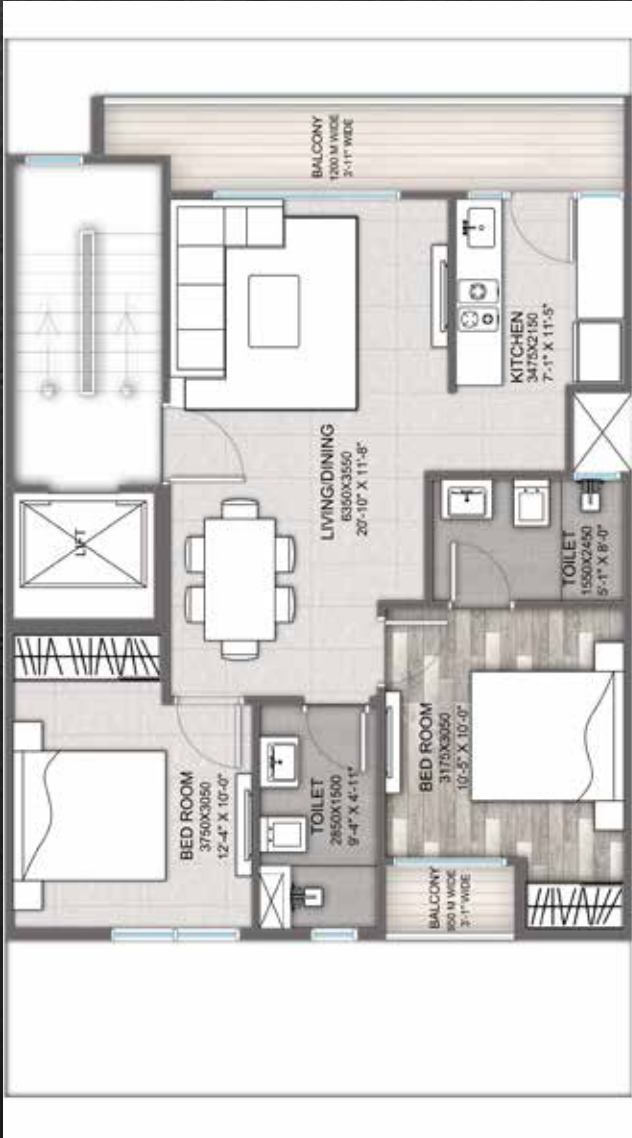 BALCONY
1200 M WIDE
3'-11" WIDE
KITCHEN
3475X2150
7'-1" X 11'-5"
LIVING/DINING
6350X3550
20'-10" X 11'-8"
LIFT
TOILET
1550X2450
5'-1" X 8'-0"
BED ROOM
3750X3050
12'-4" X 10'-0"
TOILET
2850X1500
9'-4" X 4'-11"
BED ROOM
3175X3050
10'-5" X 10'-0"
BALCONY
950 M WIDE
3'-1" WIDE